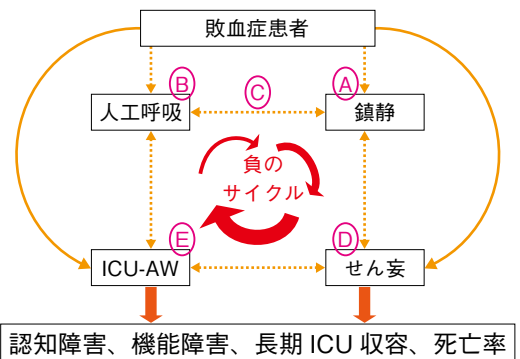 敗血症患者
B
C
A
人工呼吸
鎮静
負の
サイクル
E
D
ICU-AW
せん妄
認知障害、機能障害、長期 ICU 収容、死亡率